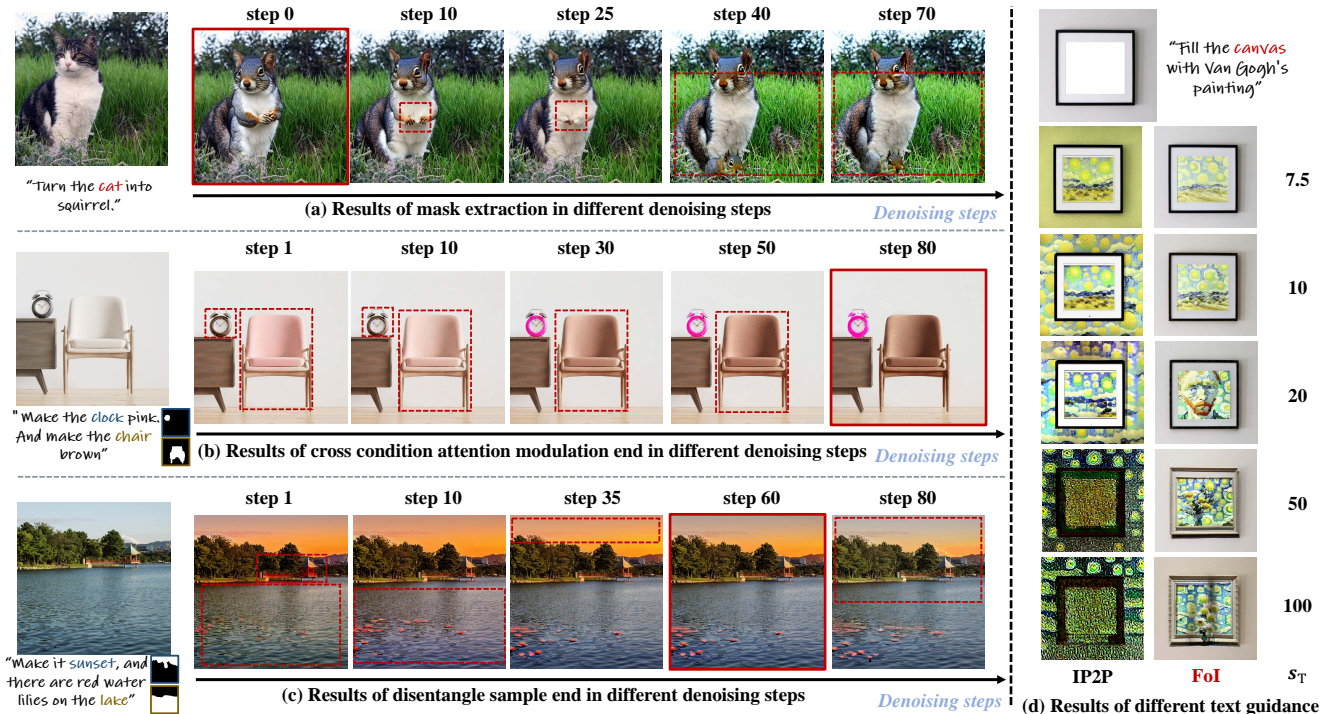 step 0
step 10
step 25
step 40
step 70
"Turn the cat into
squirrel."
(a) Results of mask extraction in different denoising steps
Denoising steps
step 1
step 10
step 30
step 50
step 80
"Make the clock pink.
And make the chair
brown"
(b) Results of cross condition attention modulation end in different denoising steps
Denoising steps
step 1
step 10
step 35
step 60
step 80
"Make it sunset, and
there are red water
lilies on the lake"
(c) Results of disentangle sample end in different denoising steps
Denoising steps
"Fill the canvas
with Van Gogh's
painting"
7.5
10
20
50
100
IP2P
FoI
sT
(d) Results of different text guidance